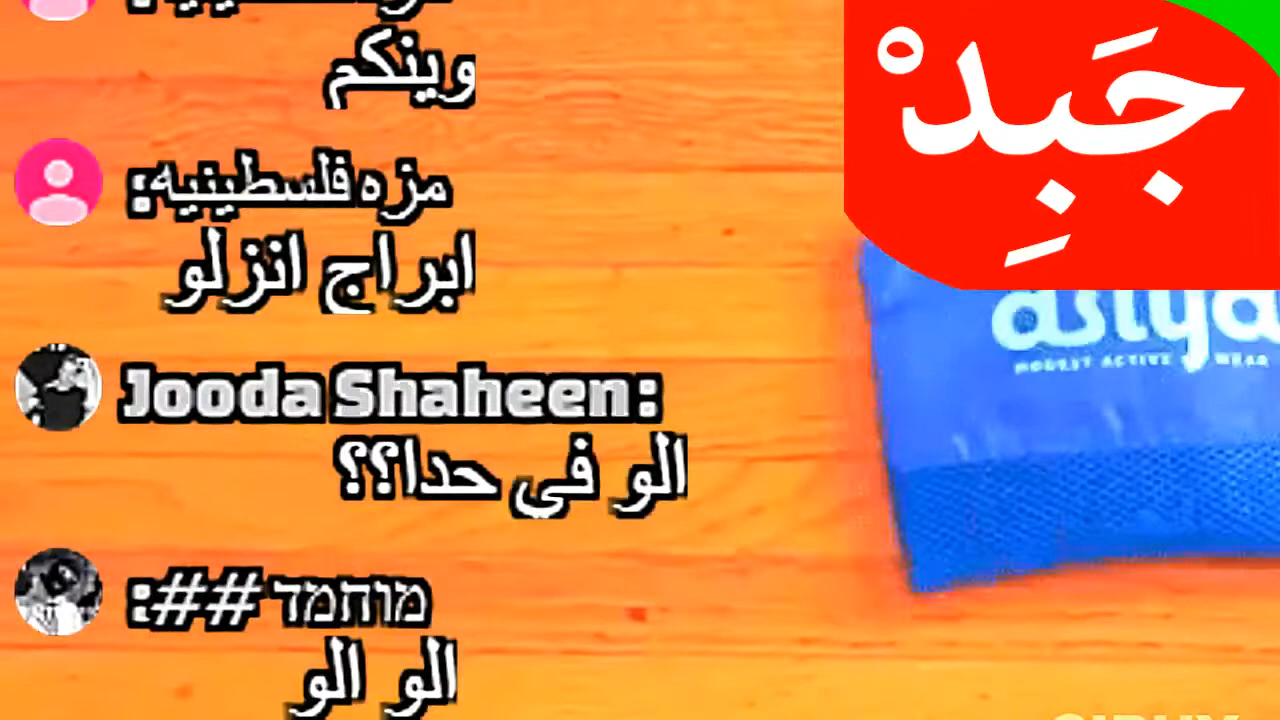 وينكم
مزه فلسطينيه:
ابراج انزلو
Jooda Shaheen:
الو في حدا؟؟
מוחמד ##:
الو الو
جَبِدْ
asiya
MODEST ACTIVE WEAR